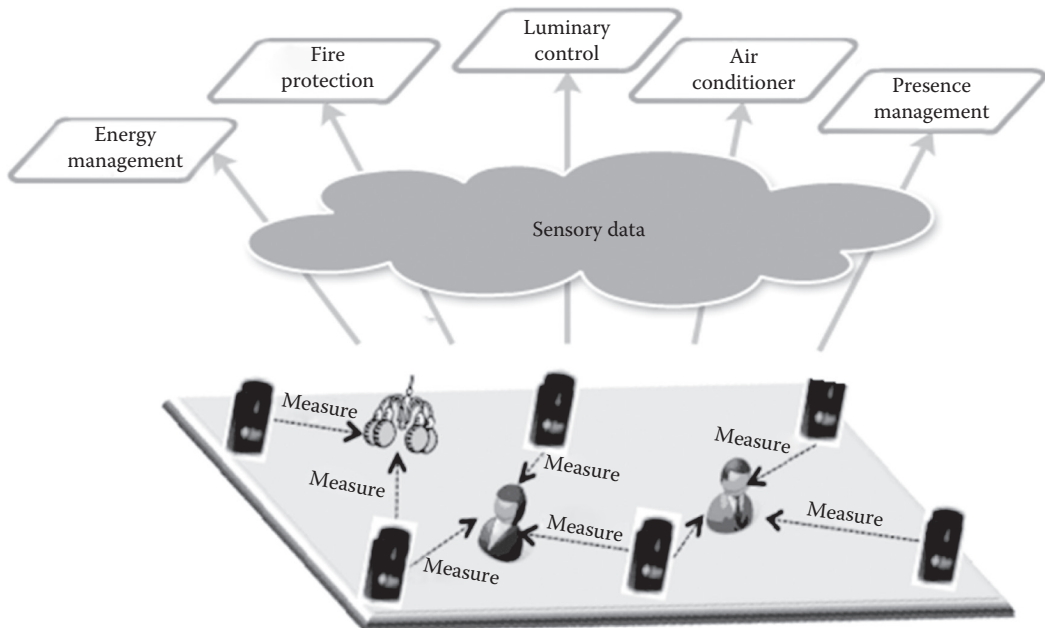 Luminary
control
Fire
protection
Air
conditioner
Presence
management
Energy
management
Sensory data
Measure
Measure
Measure
Measure
Measure
Measure
Measure